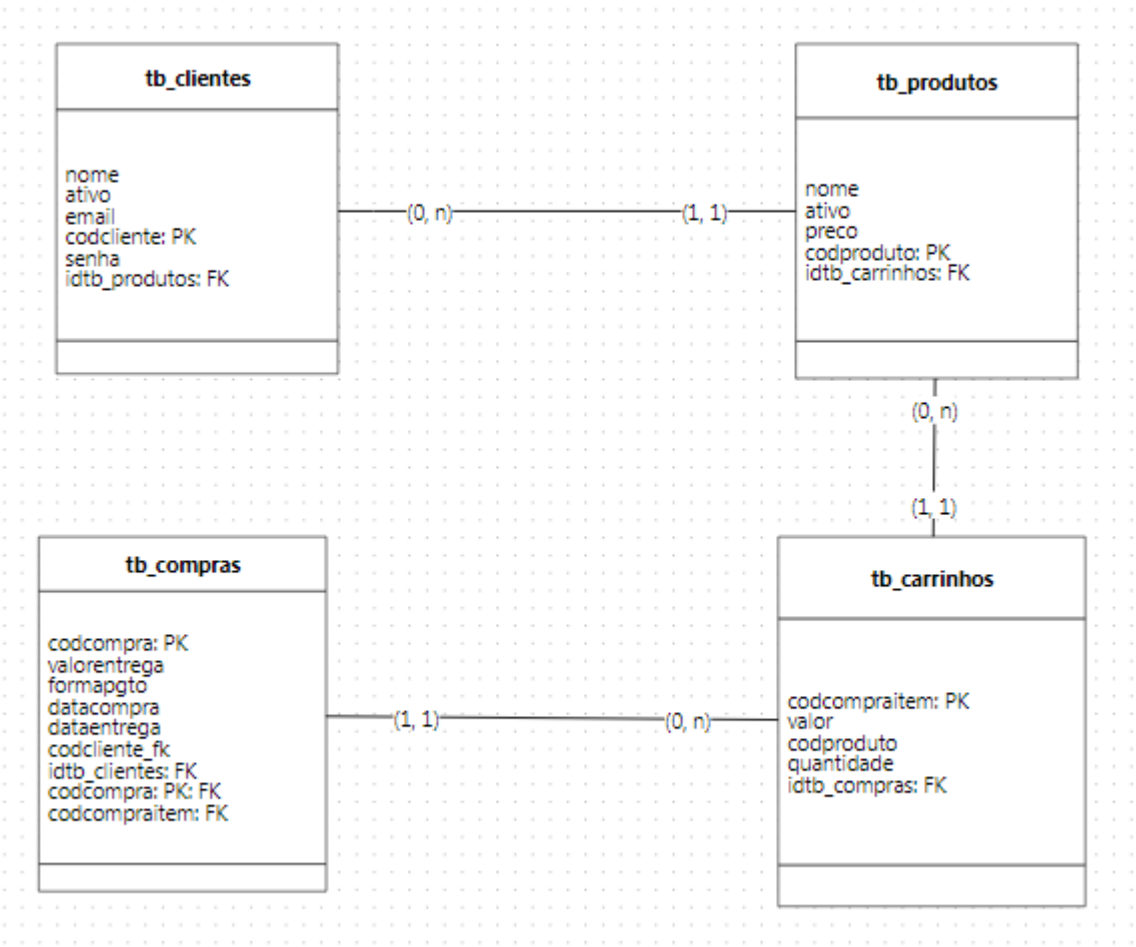 tb_clientes
nome
ativo
email
codcliente: PK
senha
idtb_produtos: FK
(0, n)
(1, 1)
tb_produtos
nome
ativo
preco
codproduto: PK
idtb_carrinhos: FK
(0, n)
(1, 1)
tb_compras
codcompra: PK
valorentrega
formapgto
datacompra
dataentrega
codcliente_fk
idtb_clientes: FK
codcompra: PK: FK
codcompraitem: FK
(1, 1)
(0, n)
tb_carrinhos
codcompraitem: PK
valor
codproduto
quantidade
idtb_compras: FK